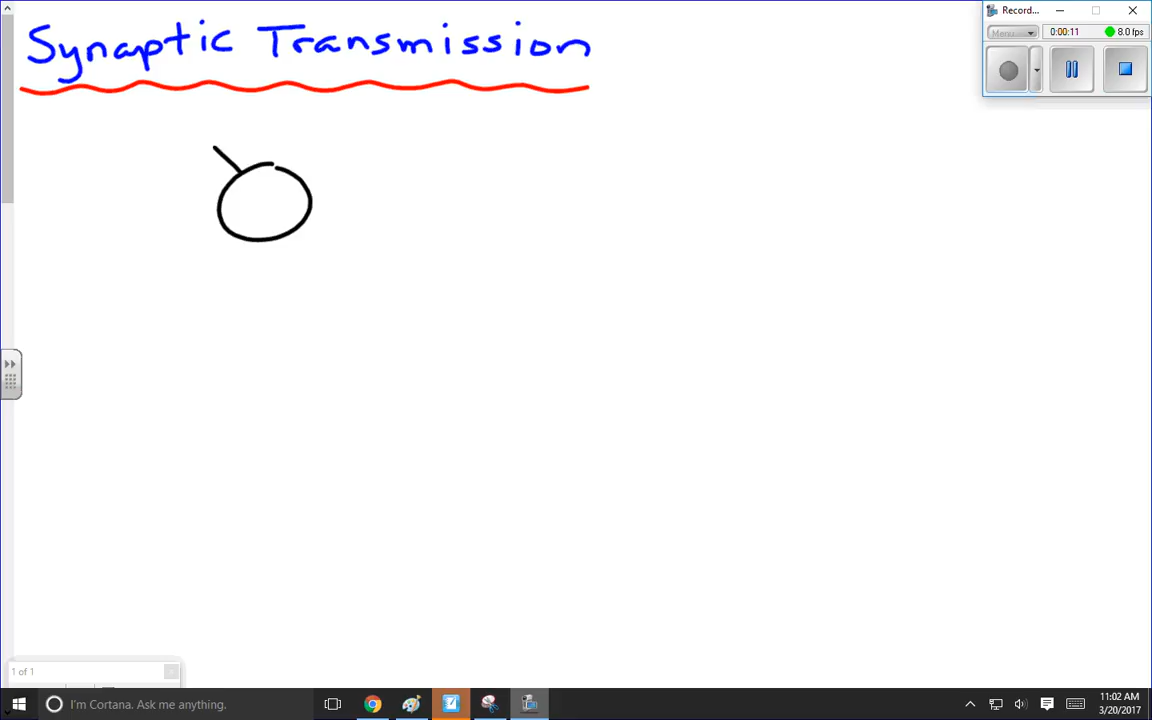 Synaptic Transmission
Record...
Menu
0:00:11
8.0 fps
1 of 1
I'm Cortana. Ask me anything.
11:02 AM
3/20/2017